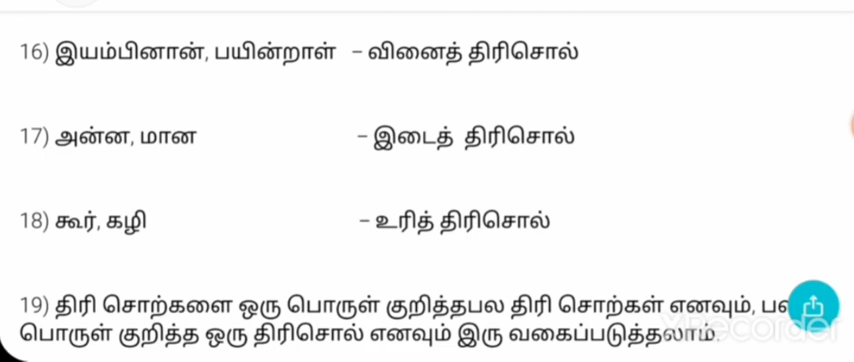 16) இயம்பினான், பயின்றாள் - வினைத் திரிசொல்
17) அன்ன, மான - இடைத் திரிசொல்
18) கூர், கழி - உரித் திரிசொல்
19) திரி சொற்களை ஒரு பொருள் குறித்தபல திரி சொற்கள் எனவும்,
பொருள் குறித்த ஒரு திரிசொல் எனவும் இரு வகைப்படுத்தலாம்.